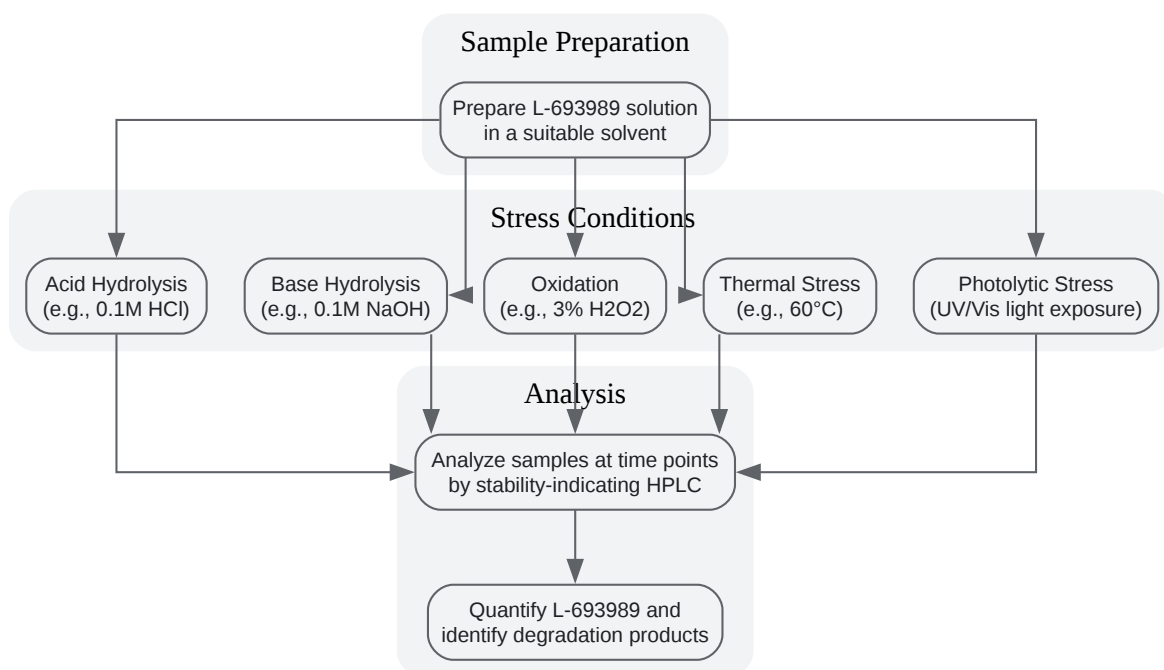 Sample Preparation
Prepare L-693989 solution
in a suitable solvent
Stress Conditions
Acid Hydrolysis
(e.g., 0.1M HCl)
Base Hydrolysis
(e.g., 0.1M NaOH)
Oxidation
(e.g., 3% H2O2)
Thermal Stress
(e.g., 60°C)
Photolytic Stress
(UV/Vis light exposure)
Analysis
Analyze samples at time points
by stability-indicating HPLC
Quantify L-693989 and
identify degradation products